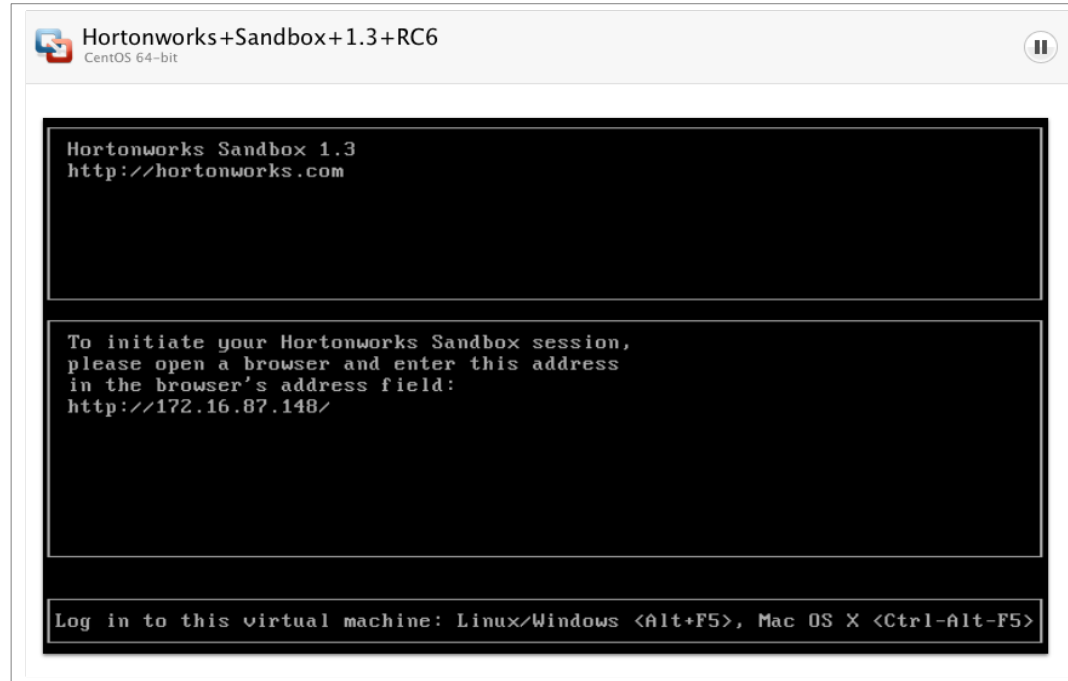 Hortonworks+Sandbox+1.3+RC6
CentOS 64-bit
Hortonworks Sandbox 1.3
http://hortonworks.com
To initiate your Hortonworks Sandbox session,
please open a browser and enter this address
in the browser's address field:
http://172.16.87.148/
Log in to this virtual machine: Linux/Windows <Alt+F5>, Mac OS X <Ctrl-Alt-F5>